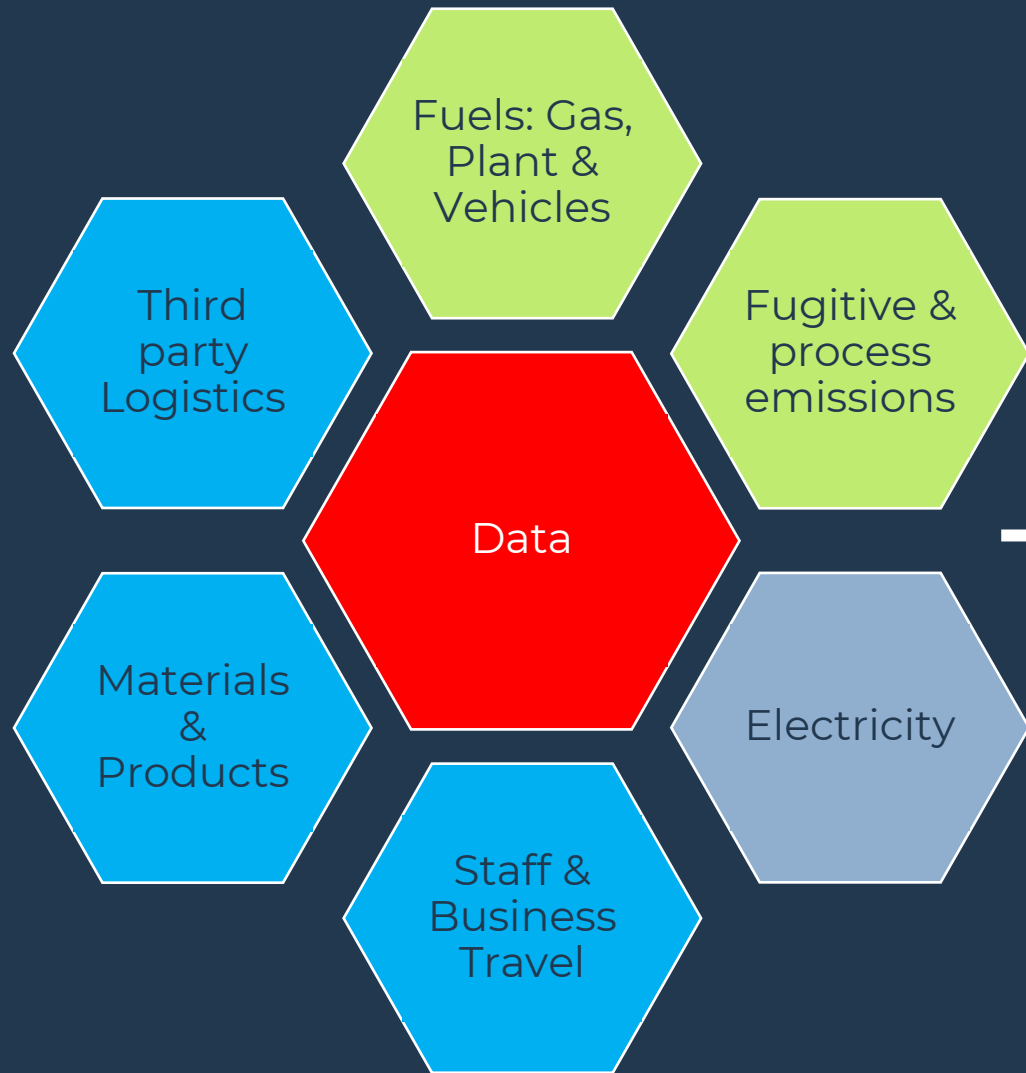 Fuels: Gas,
Plant &
Vehicles
Fugitive &
process
emissions
Electricity
Staff &
Business
Travel
Materials
&
Products
Third
party
Logistics
Data